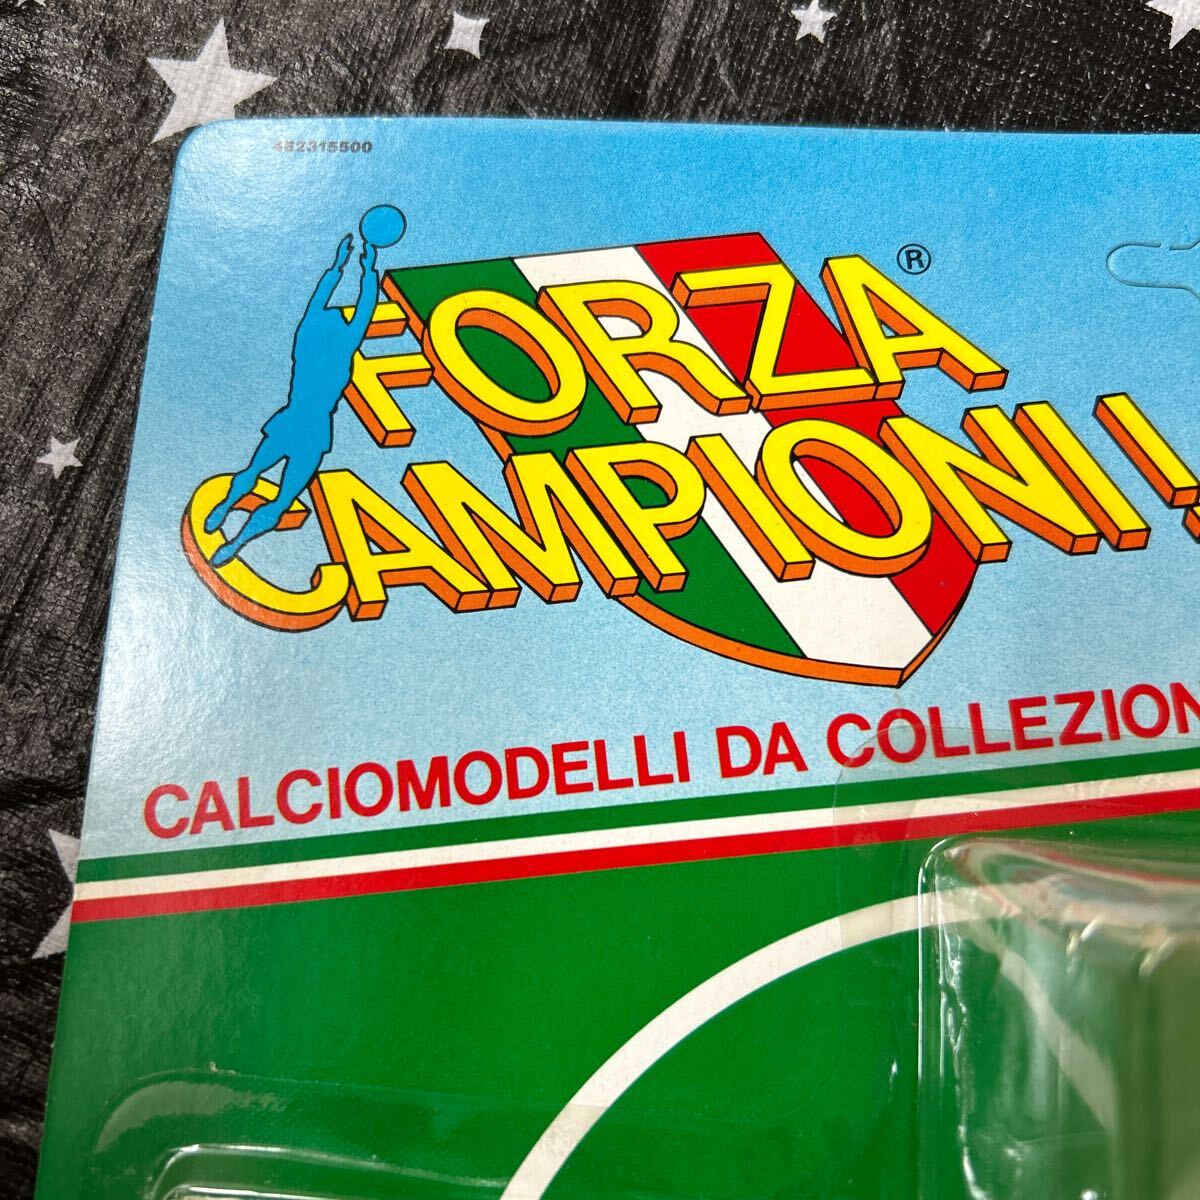 462315500
FORZA ®
CAMPIONI!
CALCIOMODELLI DA COLLEZION